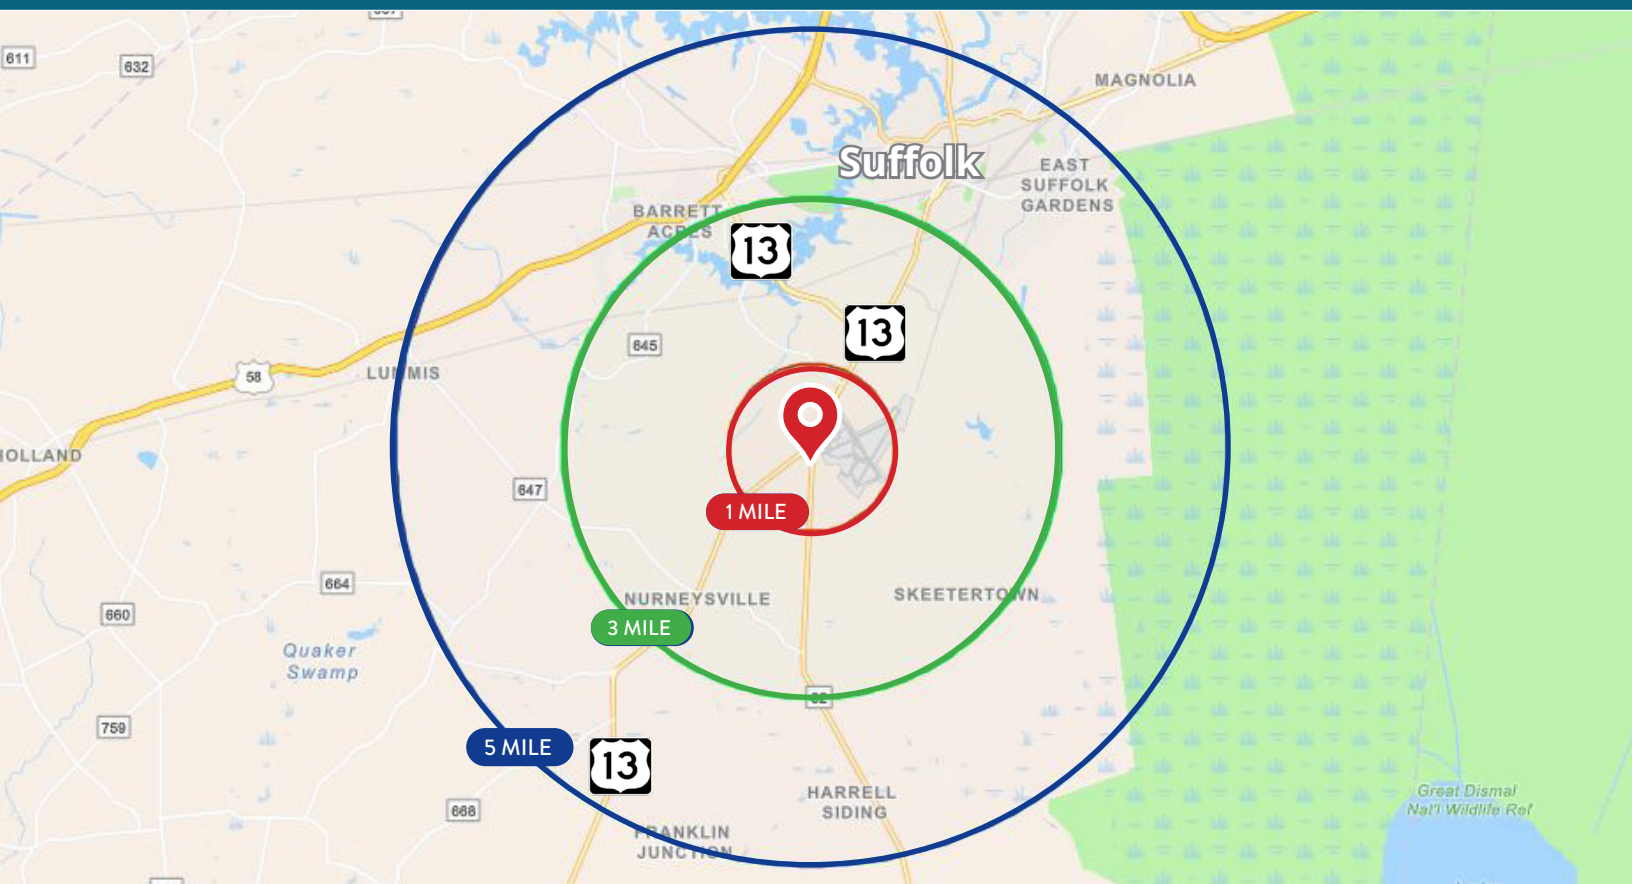 611
632
MAGNOLIA
Suffolk
EAST
SUFFOLK
GARDENS
BARRETT
ACRES
13
13
645
58
LUMMIS
HOLLAND
647
1 MILE
664
NURNEYSVILLE
SKEETERTOWN
660
3 MILE
Quaker
Swamp
32
759
5 MILE
13
668
HARRELL
SIDING
Great Dismal
Nat'l Wildlife Ref
FRANKLIN
JUNCTION